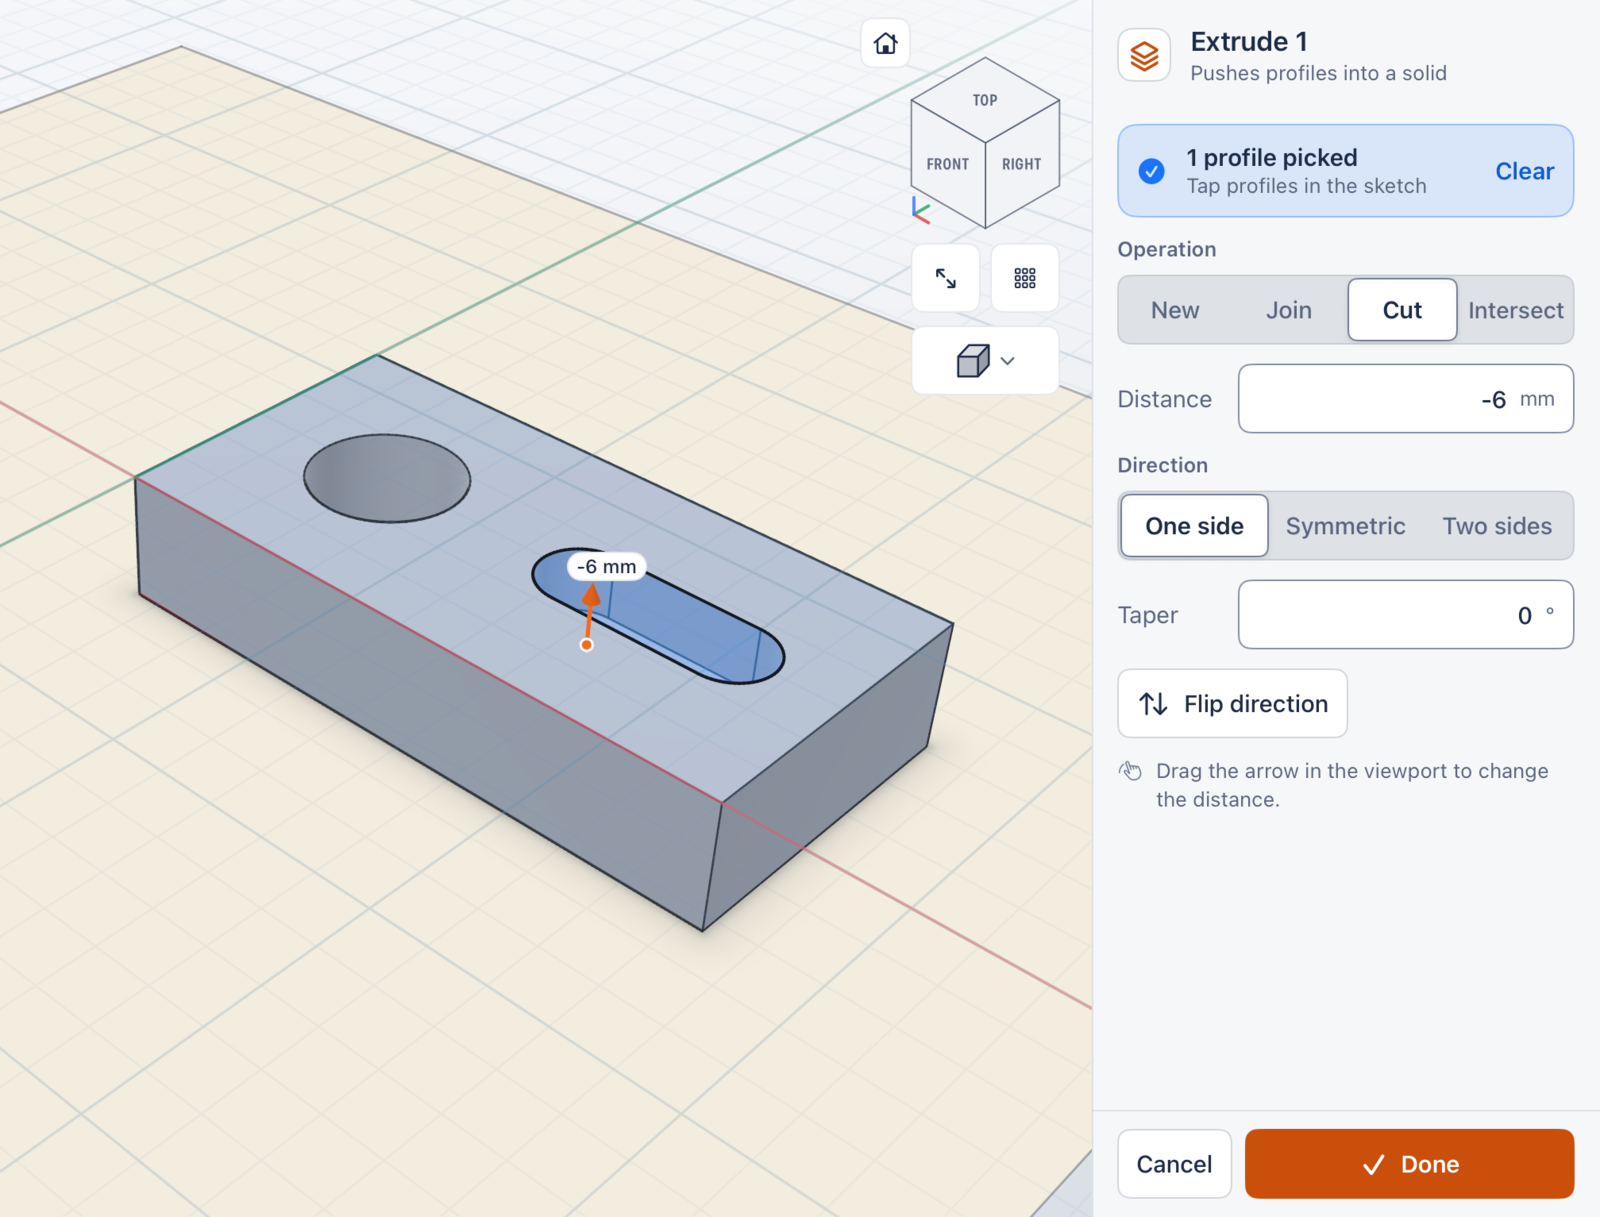 TOP
FRONT
RIGHT
-6 mm
Extrude 1
Pushes profiles into a solid
1 profile picked
Tap profiles in the sketch
Clear
Operation
New
Join
Cut
Intersect
Distance
-6 mm
Direction
One side
Symmetric
Two sides
Taper
0 °
Flip direction
Drag the arrow in the viewport to change
the distance.
Cancel
Done